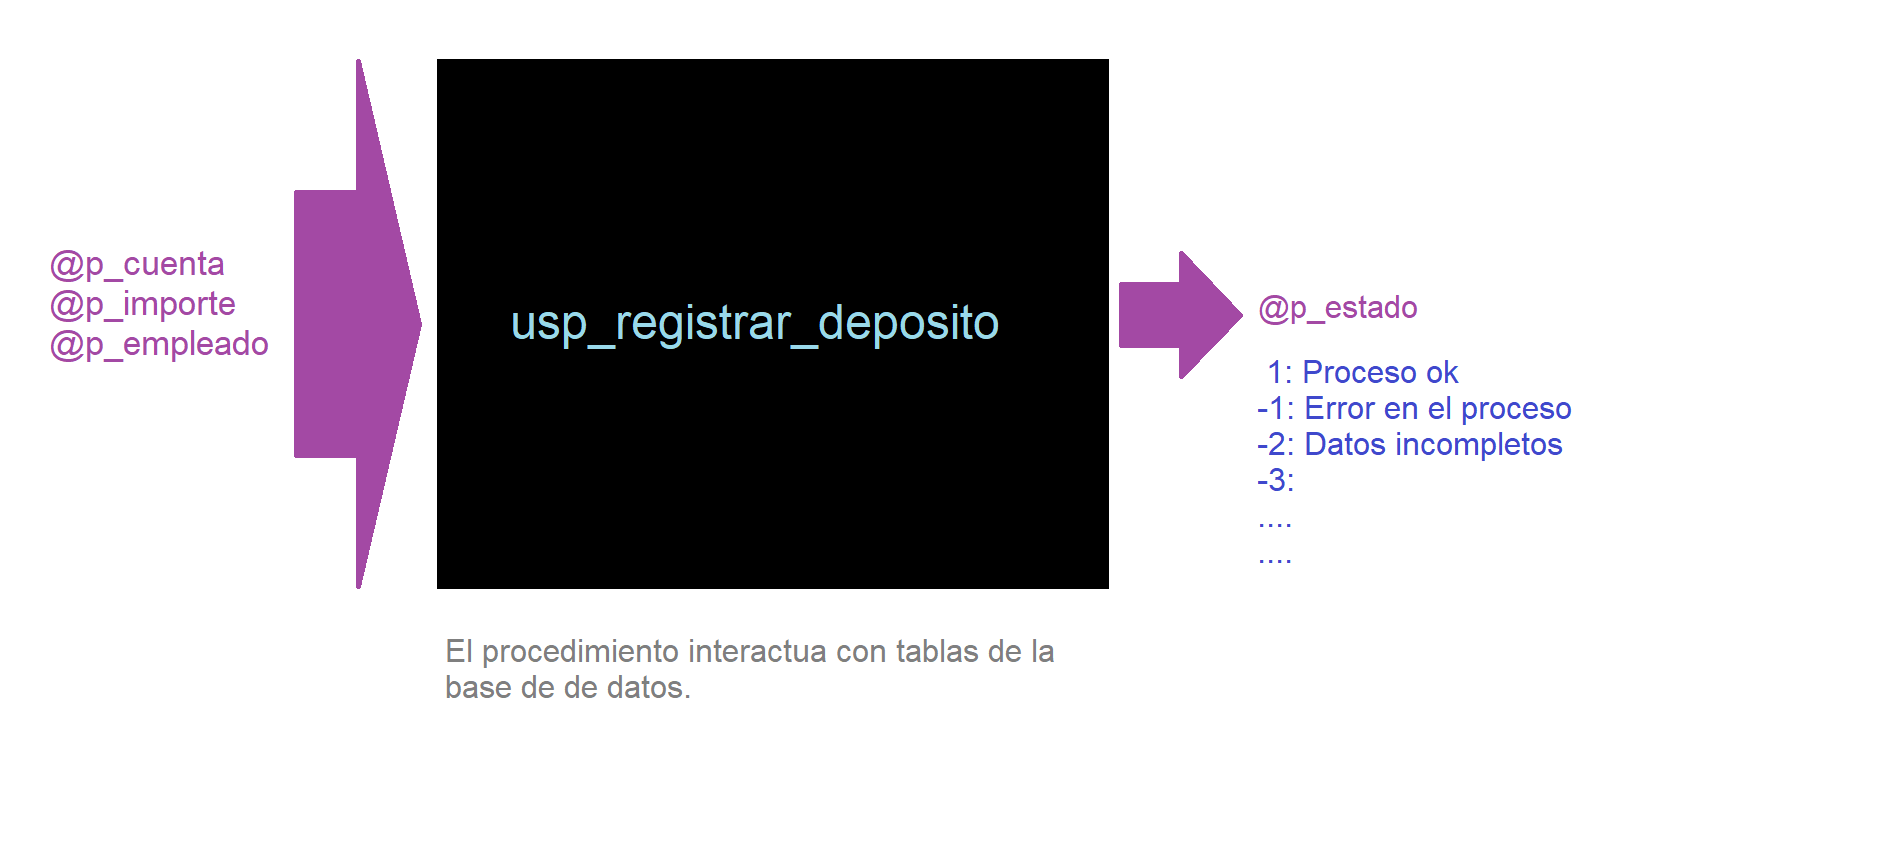 @p_cuenta
@p_importe
@p_empleado
usp_registrar_deposito
@p_estado
1: Proceso ok
-1: Error en el proceso
-2: Datos incompletos
-3:
....
....
El procedimiento interactua con tablas de la
base de de datos.